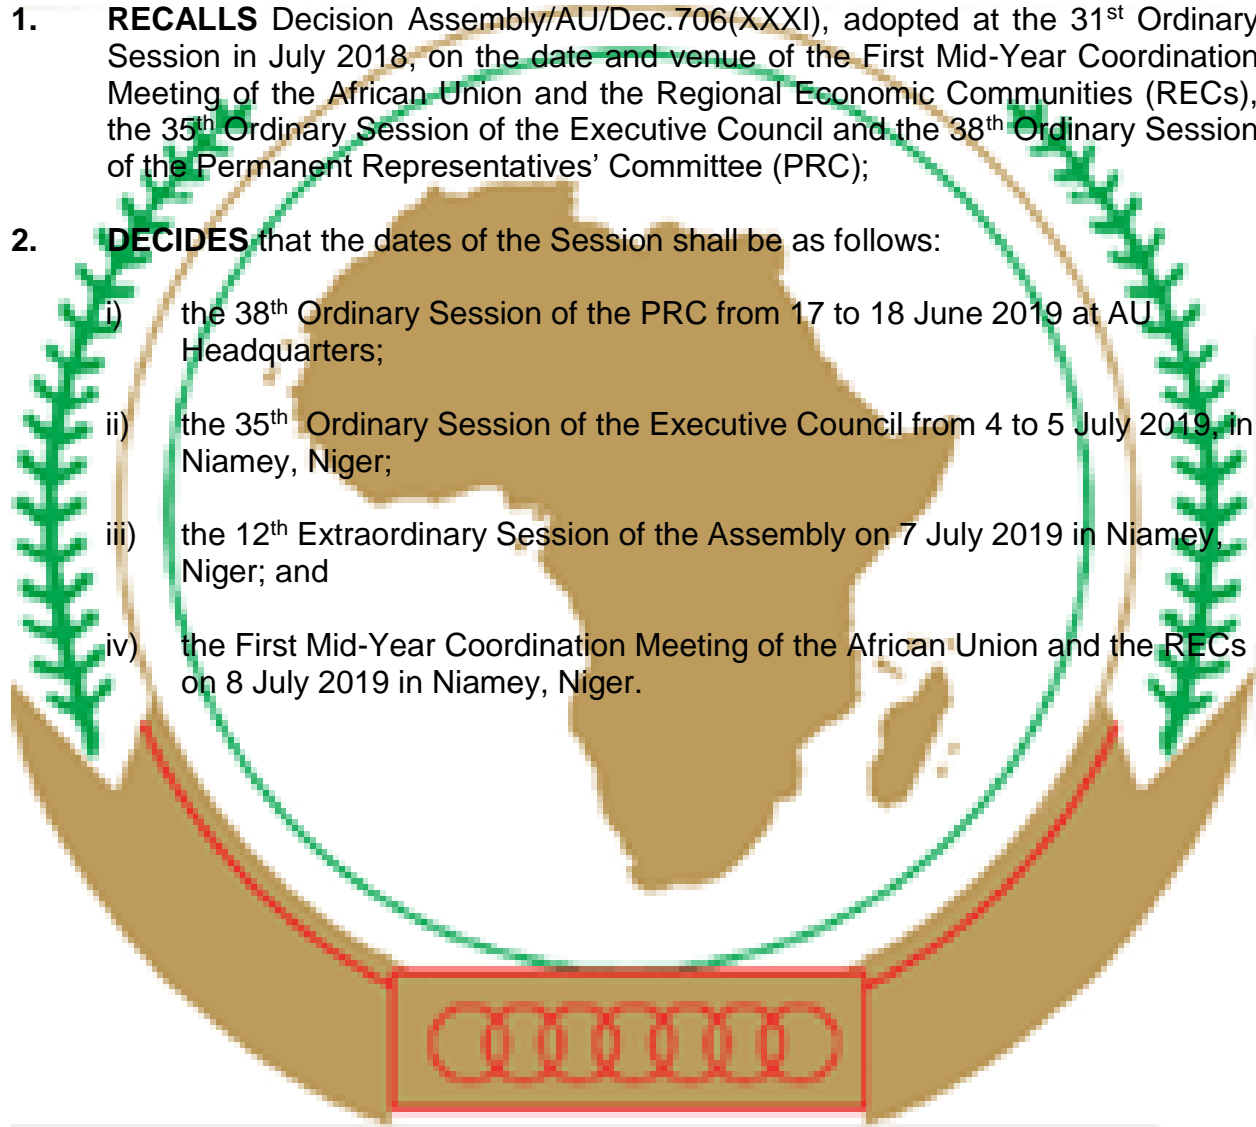 1. RECALLS Decision Assembly/AU/Dec.706(XXXI), adopted at the 31st Ordinary
Session in July 2018, on the date and venue of the First Mid-Year Coordination
Meeting of the African Union and the Regional Economic Communities (RECs),
the 35th Ordinary Session of the Executive Council and the 38th Ordinary Session
of the Permanent Representatives’ Committee (PRC);
2. DECIDES that the dates of the Session shall be as follows:
i) the 38th Ordinary Session of the PRC from 17 to 18 June 2019 at AU
Headquarters;
ii) the 35th Ordinary Session of the Executive Council from 4 to 5 July 2019, in
Niamey, Niger;
iii) the 12th Extraordinary Session of the Assembly on 7 July 2019 in Niamey,
Niger; and
iv) the First Mid-Year Coordination Meeting of the African Union and the RECs
on 8 July 2019 in Niamey, Niger.